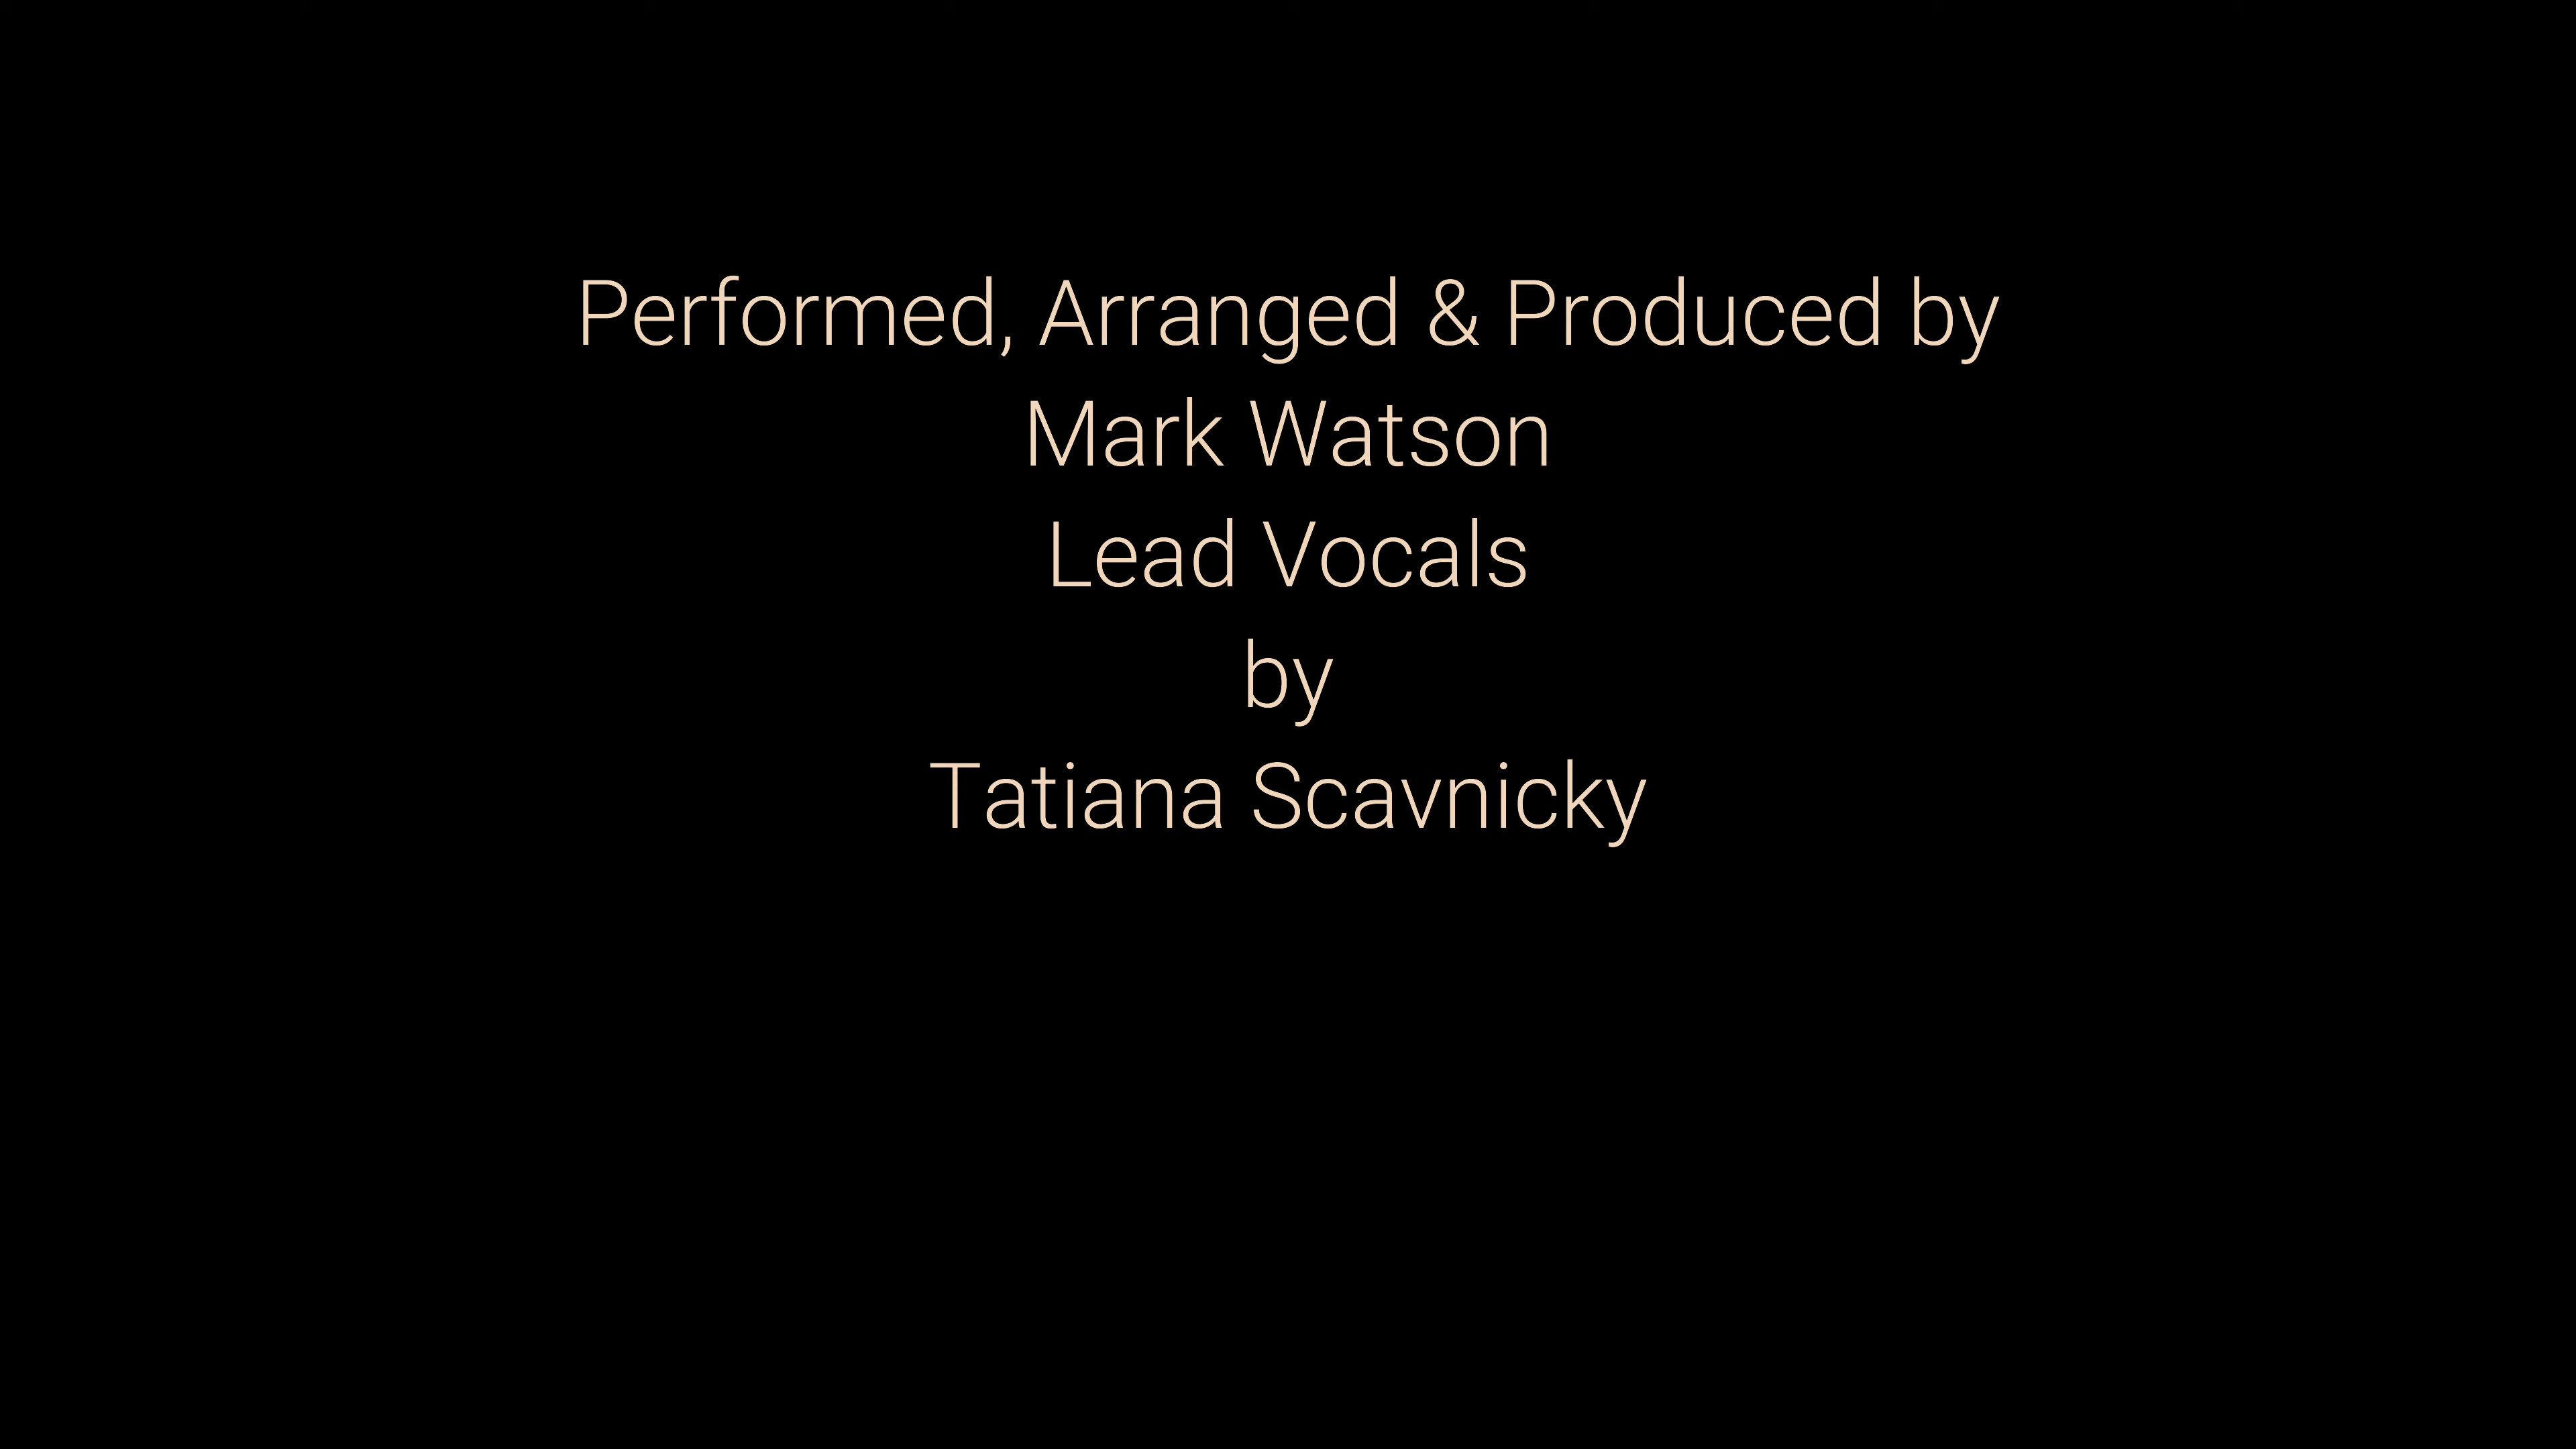 Performed, Arranged & Produced by
Mark Watson
Lead Vocals
by
Tatiana Scavnicky